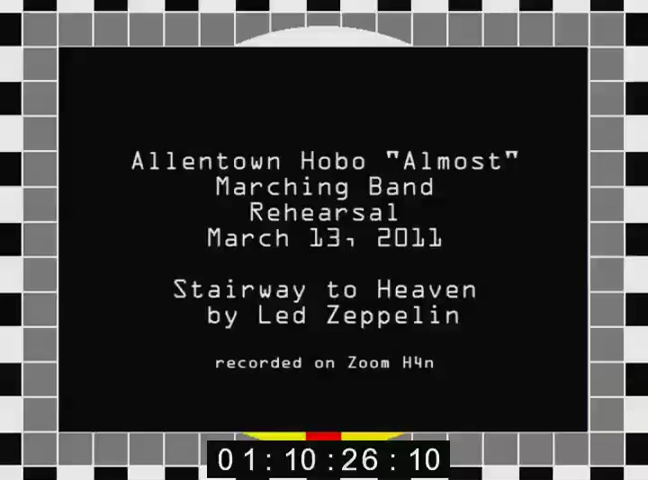 Allentown Hobo "Almost"
Marching Band
Rehearsal
March 13, 2011
Stairway to Heaven
by Led Zeppelin
recorded on Zoom H4n
01:10:26:10